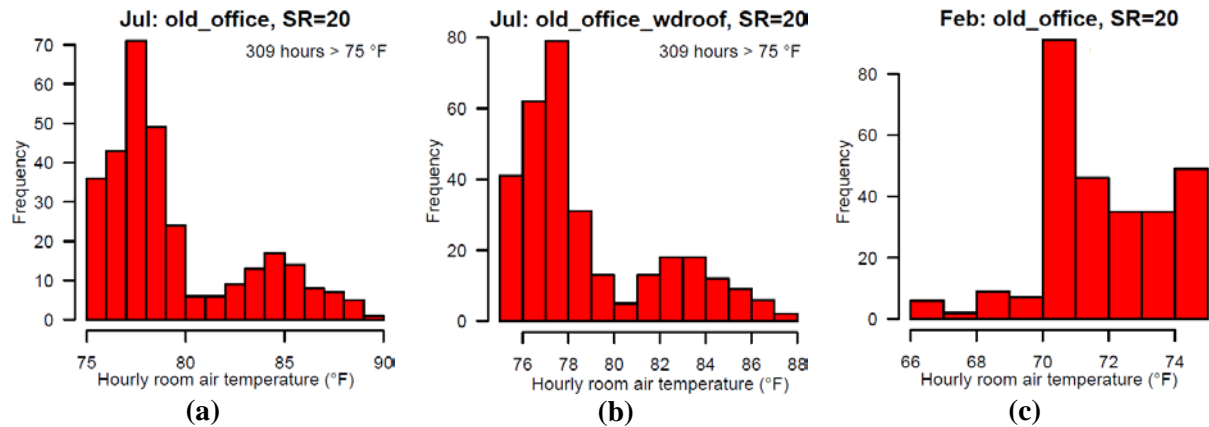 Jul: old_office, SR=20
309 hours > 75 °F
Frequency
0 10 20 30 40 50 60 70
75 80 85 90
Hourly room air temperature (°F)
(a)
Jul: old_office_wdroof, SR=20
309 hours > 75 °F
Frequency
0 20 40 60 80
76 78 80 82 84 86 88
Hourly room air temperature (°F)
(b)
Feb: old_office, SR=20
Frequency
0 20 40 60 80
66 68 70 72 74
Hourly room air temperature (°F)
(c)